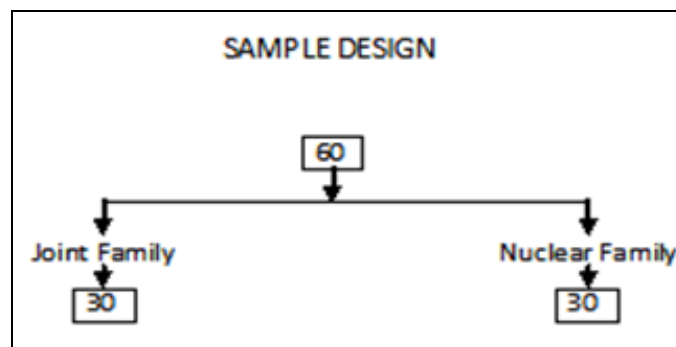 SAMPLE DESIGN
60
Joint Family
Nuclear Family
30
30